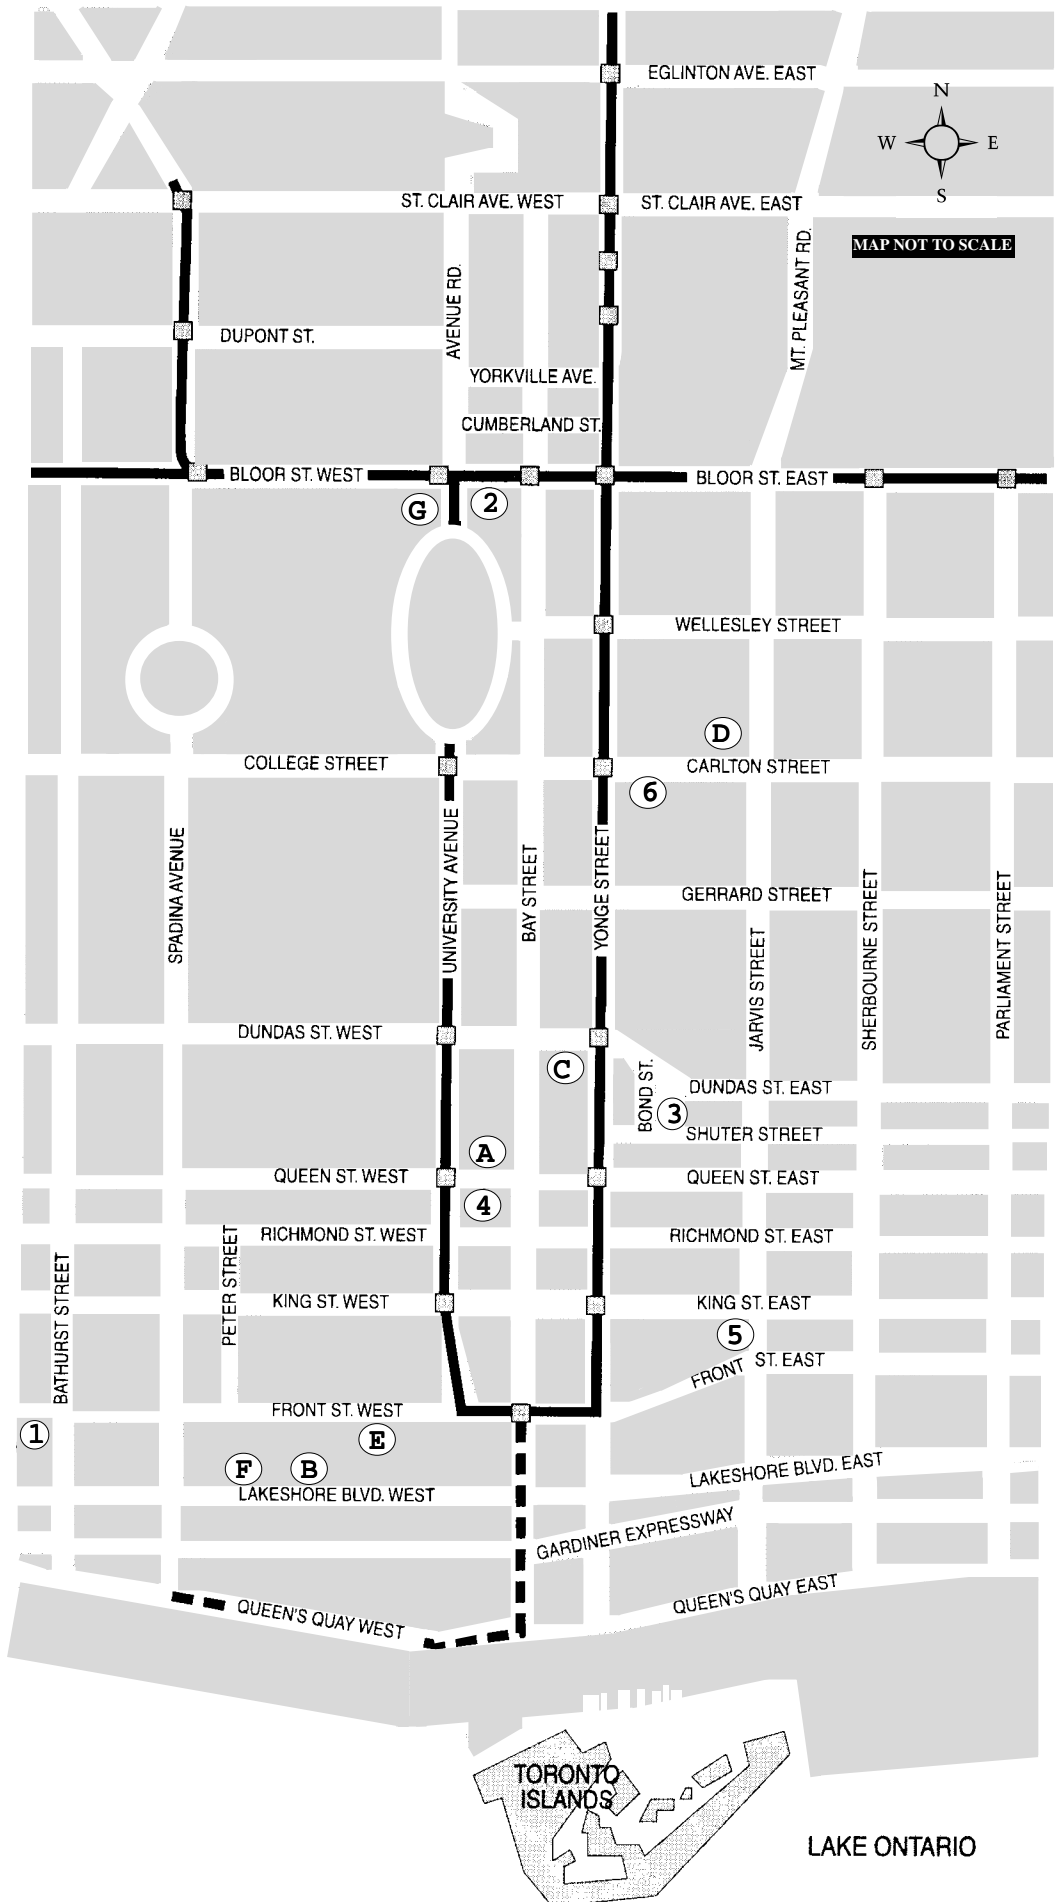 EGLINTON AVE. EAST
N
W
E
S
ST. CLAIR AVE. WEST
ST. CLAIR AVE. EAST
MAP NOT TO SCALE
AVENUE RD.
MT. PLEASANT RD.
DUPONT ST.
YORKVILLE AVE.
CUMBERLAND ST.
BLOOR ST. WEST
BLOOR ST. EAST
G
2
WELLESLEY STREET
D
COLLEGE STREET
CARLTON STREET
6
SPADINA AVENUE
UNIVERSITY AVENUE
BAY STREET
YONGE STREET
GERRARD STREET
JARVIS STREET
SHERBOURNE STREET
PARLIAMENT STREET
DUNDAS ST. WEST
C
BOND ST.
DUNDAS ST. EAST
3
SHUTER STREET
A
QUEEN ST. WEST
QUEEN ST. EAST
4
RICHMOND ST. WEST
RICHMOND ST. EAST
BATHURST STREET
PETER STREET
KING ST. WEST
KING ST. EAST
5
FRONT ST. EAST
FRONT ST. WEST
1
E
F
B
LAKESHORE BLVD. WEST
LAKESHORE BLVD. EAST
GARDINER EXPRESSWAY
QUEEN'S QUAY WEST
QUEEN'S QUAY EAST
TORONTO
ISLANDS
LAKE ONTARIO